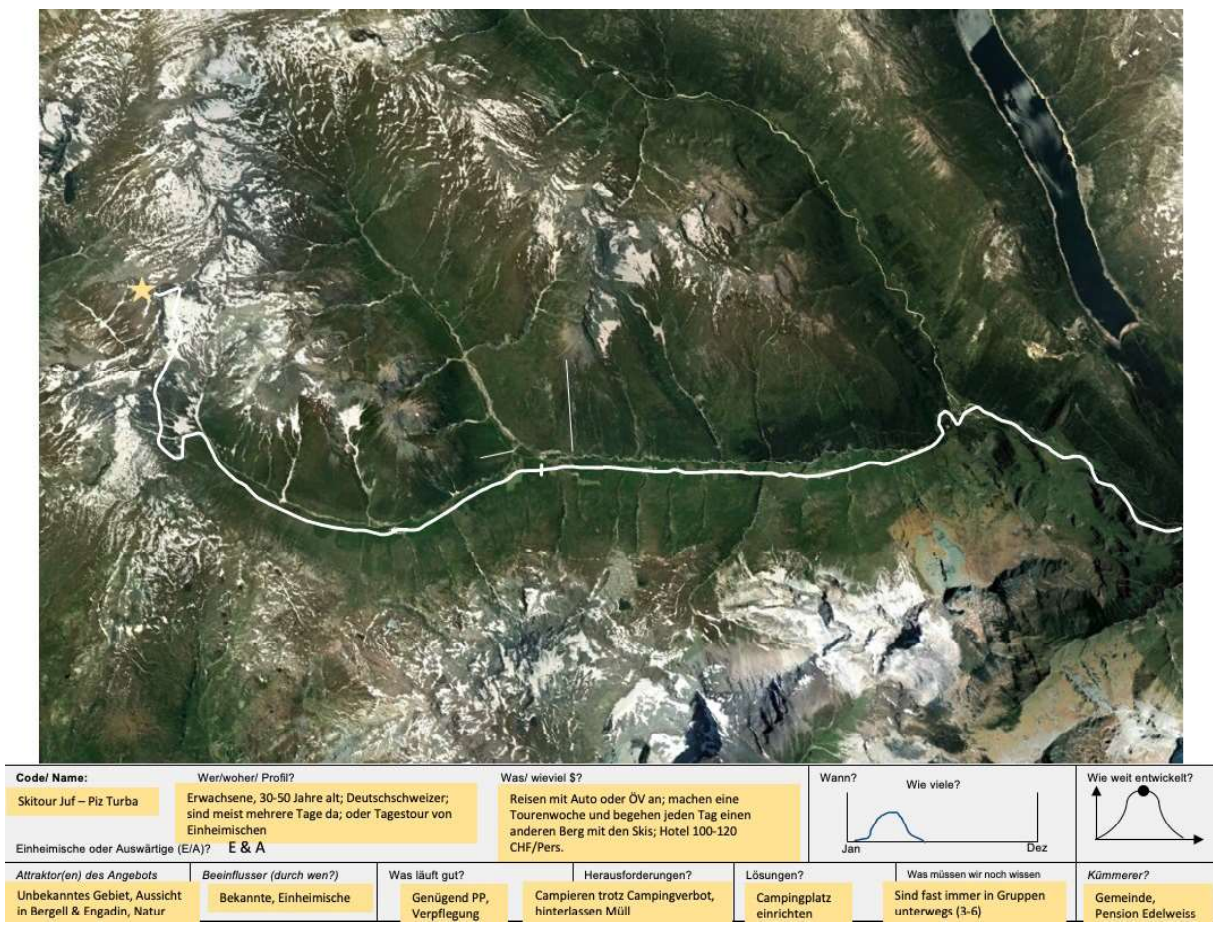 Code/ Name:
Skitour Juf – Piz Turba
Wer/woher/ Profil?
Erwachsene, 30-50 Jahre alt; Deutschschweizer;
sind meist mehrere Tage da; oder Tagestour von
Einheimischen
Einheimische oder Auswärtige (E/A)? E & A
Was/ wieviel $?
Reisen mit Auto oder ÖV an; machen eine
Tourenwoche und begehen jeden Tag einen
anderen Berg mit den Skis; Hotel 100-120
CHF/Pers.
Wann?
Wie viele?
Jan
Dez
Wie weit entwickelt?
Attraktor(en) des Angebots
Unbekanntes Gebiet, Aussicht
in Bergell & Engadin, Natur
Beeinflusser (durch wen?)
Bekannte, Einheimische
Was läuft gut?
Genügend PP,
Verpflegung
Herausforderungen?
Campieren trotz Campingverbot,
hinterlassen Müll
Lösungen?
Campingplatz
einrichten
Was müssen wir noch wissen
Sind fast immer in Gruppen
unterwegs (3-6)
Kümmerer?
Gemeinde,
Pension Edelweiss